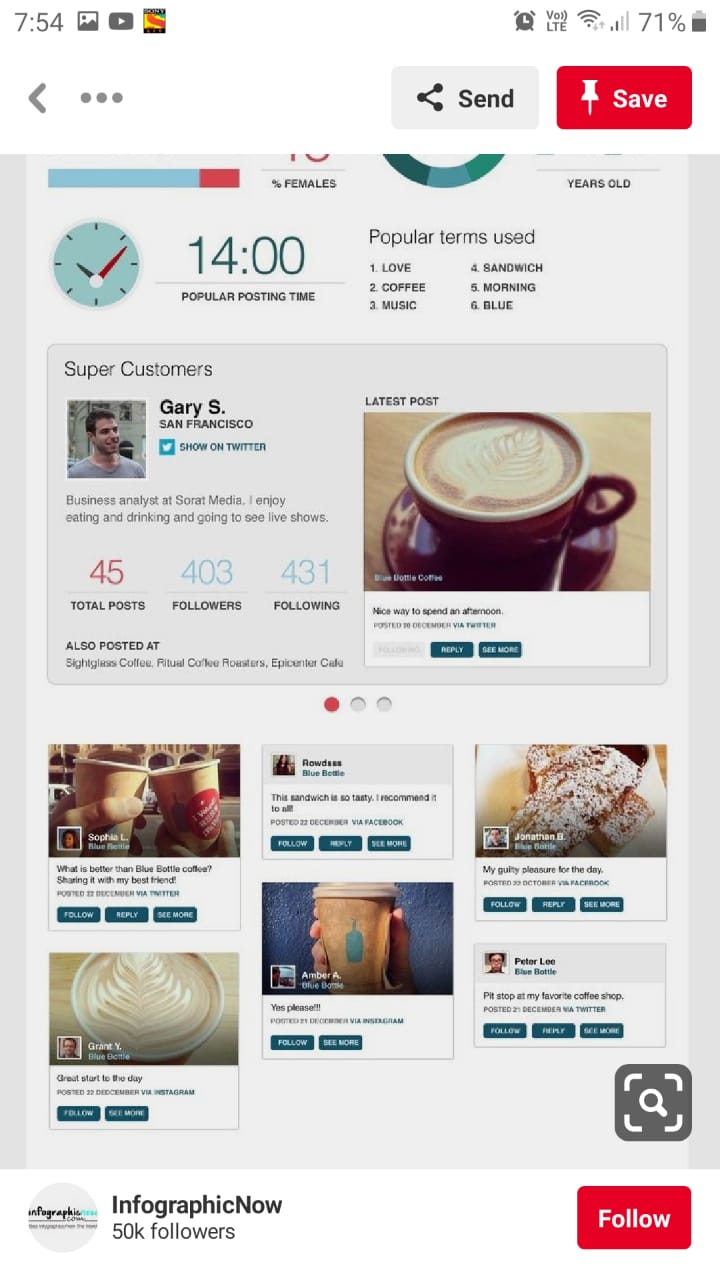 7:54
Vo))
LTE
71%
Send
Save
% FEMALES
YEARS OLD
14:00
POPULAR POSTING TIME
Popular terms used
1. LOVE
2. COFFEE
3. MUSIC
4. SANDWICH
5. MORNING
6. BLUE
Super Customers
Gary S.
SAN FRANCISCO
SHOW ON TWITTER
Business analyst at Sorat Media. I enjoy
eating and drinking and going to see live shows.
45
TOTAL POSTS
403
FOLLOWERS
431
FOLLOWING
ALSO POSTED AT
Sightglass Coffee, Ritual Coffee Roasters, Epicenter Cafe
LATEST POST
Blue Bottle Coffee
Nice way to spend an afternoon.
POSTED 20 DECEMBER VIA TWITTER
FOLLOWING
REPLY
SEE MORE
Sophia L.
Blue Bottle
What is better than Blue Bottle coffee?
Sharing it with my best friend!
POSTED 22 DECEMBER VIA TWITTER
FOLLOW
REPLY
SEE MORE
Grant Y.
Blue Bottle
Great start to the day
POSTED 22 DEDCEMBER VIA INSTAGRAM
FOLLOW
SEE MORE
Rowdsss
Blue Bottle
This sandwich is so tasty. I recommend it
to all!
POSTED 22 DECEMBER VIA FACEBOOK
FOLLOW
REPLY
SEE MORE
Amber A.
Blue Bottle
Yes please!!!
POSTED 21 DECEMBER VIA INSTAGRAM
FOLLOW
SEE MORE
Jonathan B.
Blue Bottle
My guilty pleasure for the day.
POSTED 22 OCTOBER VIA FACEBOOK
FOLLOW
REPLY
SEE MORE
Peter Lee
Blue Bottle
Pit stop at my favorite coffee shop.
POSTED 21 DECEMBER VIA TWITTER
FOLLOW
REPLY
SEE MORE
infographicnow
.com
InfographicNow
50k followers
Follow